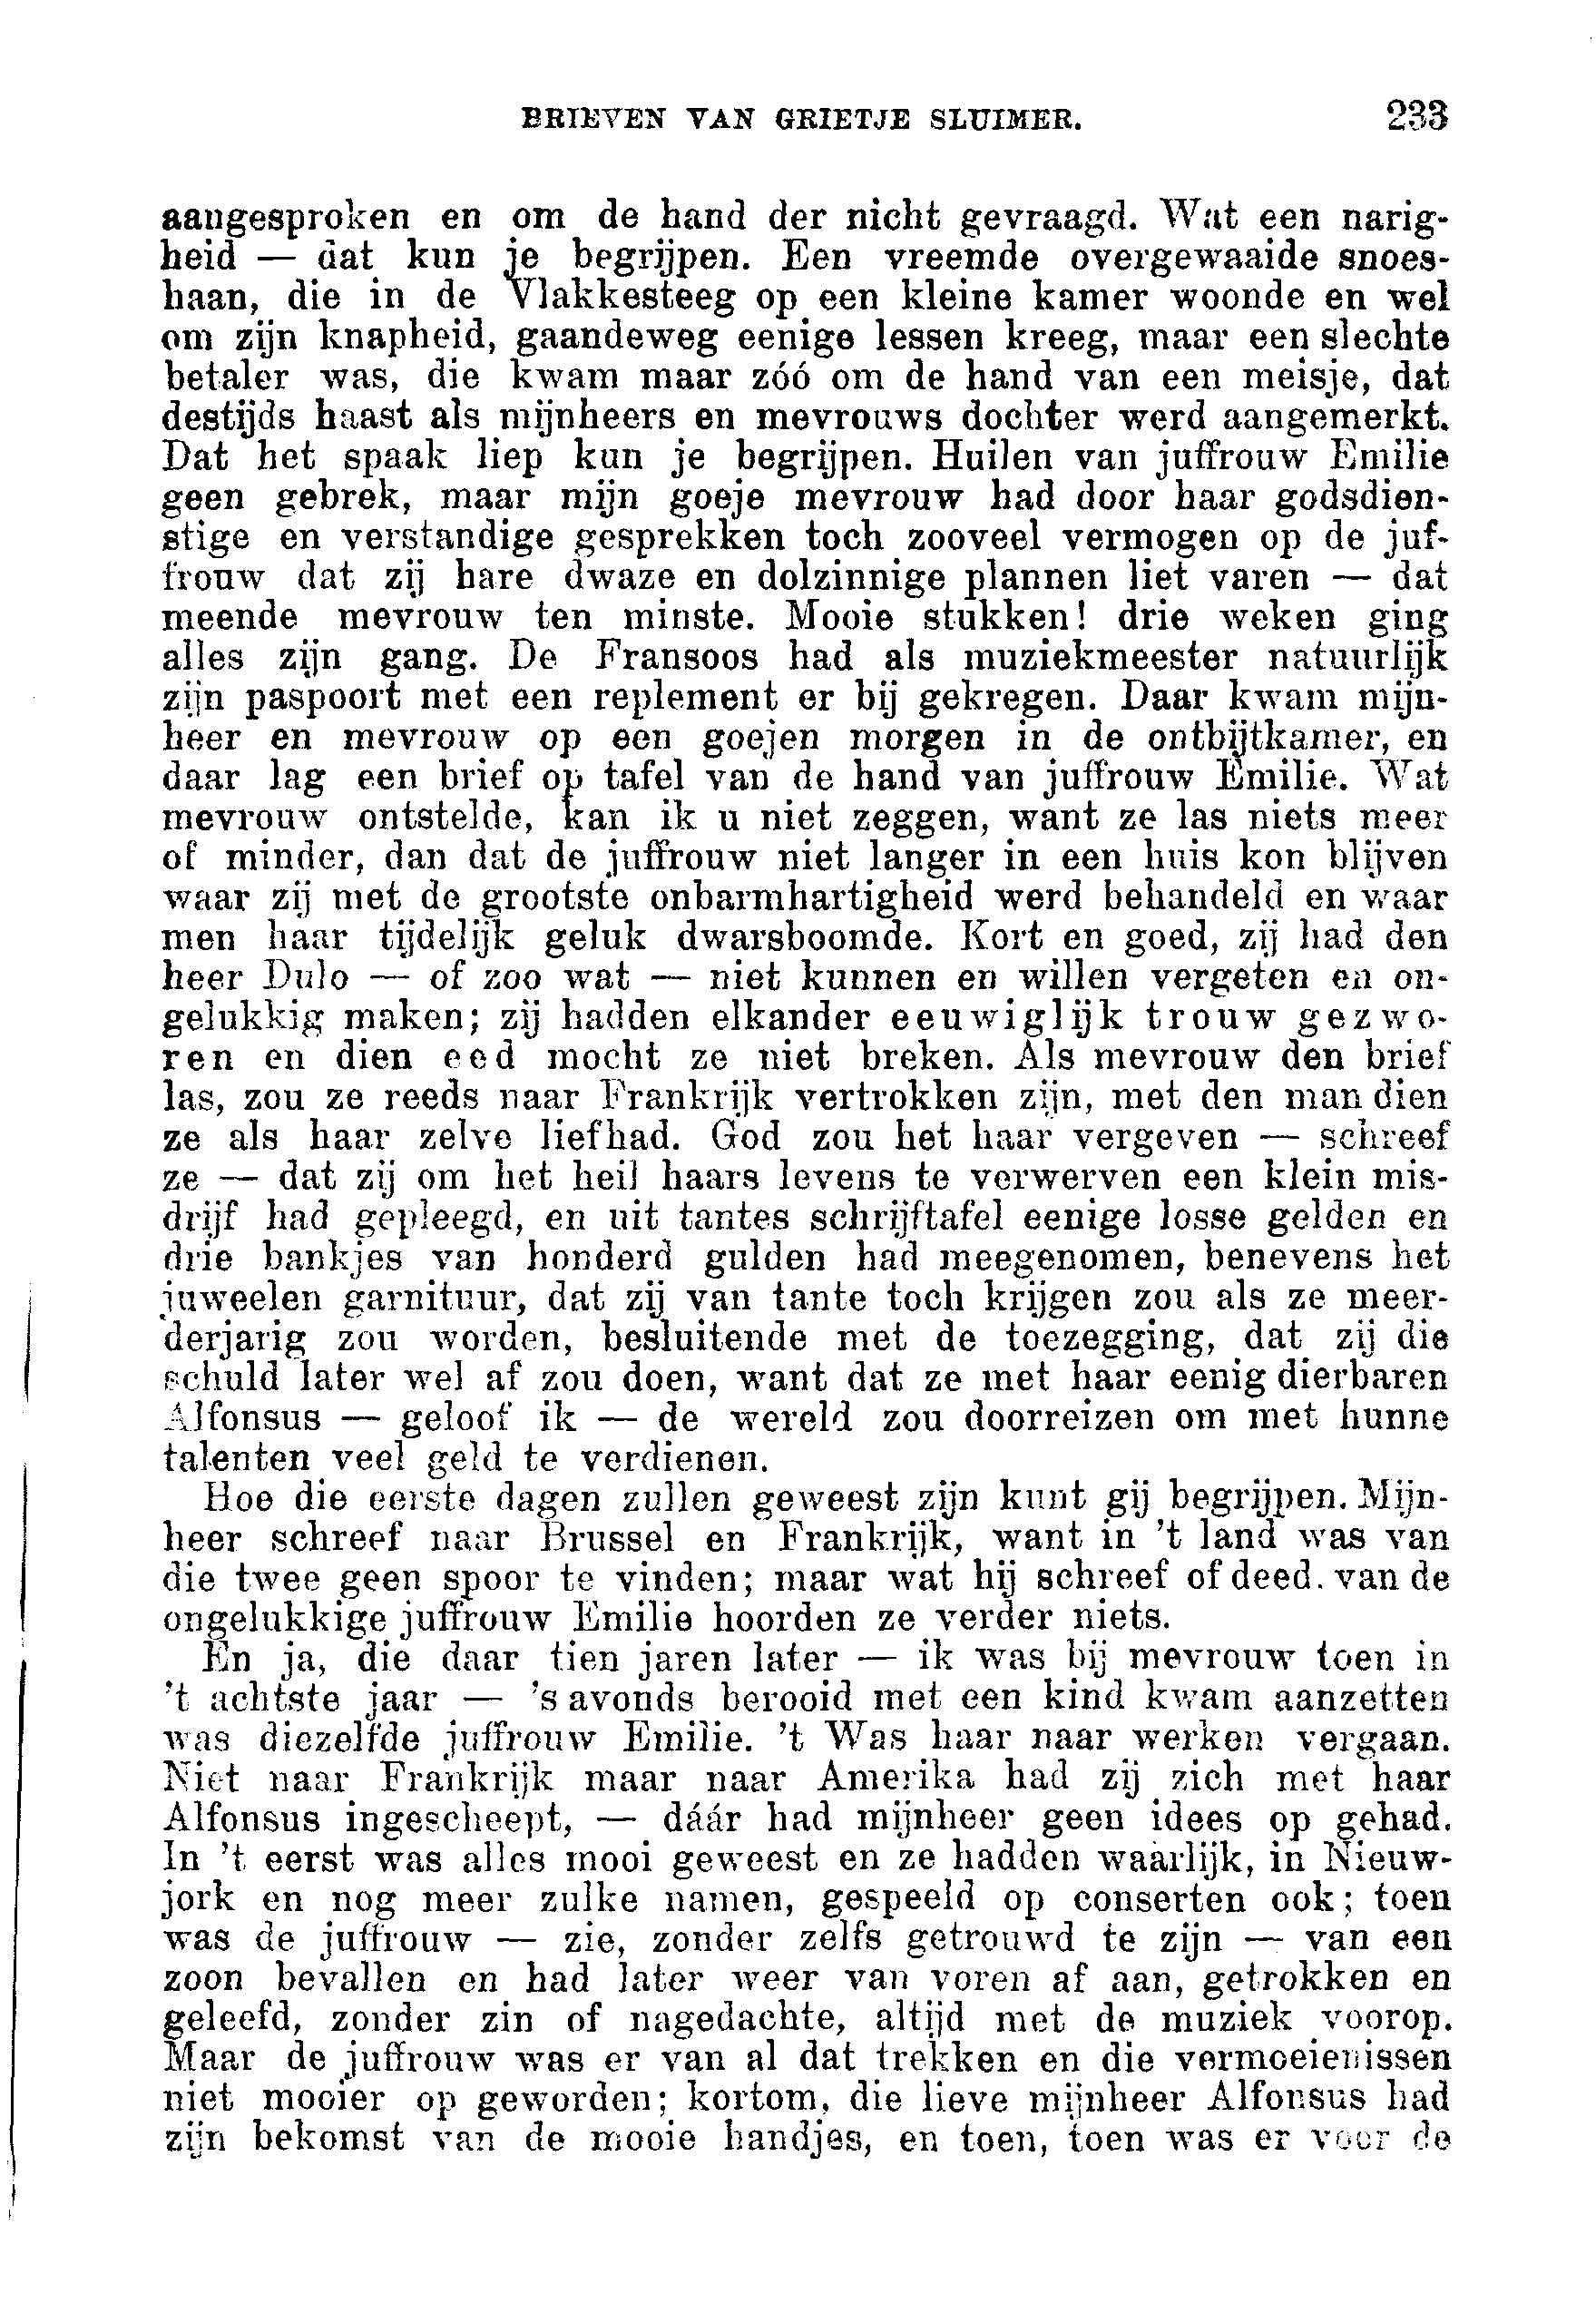 BRIEVEN VAN GRIETJE SLUIMER. 233
aangesproken en om de hand der nicht gevraagd. Wat een narig-
heid — dat kun je begrijpen. Een vreemde overgewaaide snoes-
haan, die in de Vlakkesteeg op een kleine kamer woonde en wel
om zijn knapheid, gaandeweg eenige lessen kreeg, maar een slechte
betaler was, die kwam maar zóó om de hand van een meisje, dat
destijds haast als mijnheers en mevrouws dochter werd aangemerkt.
Dat het spaak liep kun je begrijpen. Huilen van juffrouw Emilie
geen gebrek, maar mijn goeje mevrouw had door haar godsdien-
stige en verstandige gesprekken toch zooveel vermogen op de juf-
frouw dat zij hare dwaze en dolzinnige plannen liet varen — dat
meende mevrouw ten minste. Mooie stukken! drie weken ging
alles zijn gang. De Fransoos had als muziekmeester natuurlijk
zijn paspoort met een replement er bij gekregen. Daar kwam mijn-
heer en mevrouw op een goejen morgen in de ontbijtkamer, en
daar lag een brief op tafel van de hand van juffrouw Emilie. Wat
mevrouw ontstelde, kan ik u niet zeggen, want ze las niets meer
of minder, dan dat de juffrouw niet langer in een huis kon blijven
waar zij met de grootste onbarmhartigheid werd behandeld en waar
men haar tijdelijk geluk dwarsboomde. Kort en goed, zij had den
heer Dulo — of zoo wat — niet kunnen en willen vergeten en on-
gelukkig maken; zij hadden elkander eeuwiglijk trouw gezwo-
ren en dien eed mocht ze niet breken. Als mevrouw den brief
las, zou ze reeds naar Frankrijk vertrokken zijn, met den man dien
ze als haar zelve liefhad. God zou het haar vergeven — schreef
ze — dat zij om het heil haars levens te verwerven een klein mis-
drijf had gepleegd, en uit tantes schrijftafel eenige losse gelden en
drie bankjes van honderd gulden had meegenomen, benevens het
juweelen garnituur, dat zij van tante toch krijgen zou als ze meer-
derjarig zou worden, besluitende met de toezegging, dat zij die
schuld later wel af zou doen, want dat ze met haar eenig dierbaren
Alfonsus — geloof ik — de wereld zou doorreizen om met hunne
talenten veel geld te verdienen.
Hoe die eerste dagen zullen geweest zijn kunt gij begrijpen. Mijn-
heer schreef naar Brussel en Frankrijk, want in 't land was van
die twee geen spoor te vinden; maar wat hij schreef of deed. van de
ongelukkige juffrouw Emilie hoorden ze verder niets.
En ja, die daar tien jaren later — ik was bij mevrouw toen in
't achtste jaar — 's avonds berooid met een kind kwam aanzetten
was diezelfde juffrouw Emilie. 't Was haar naar werken vergaan.
Niet naar Frankrijk maar naar Amerika had zij zich met haar
Alfonsus ingescheept, — dáár had mijnheer geen idees op gehad.
In 't eerst was alles mooi geweest en ze hadden waarlijk, in Nieuw-
jork en nog meer zulke namen, gespeeld op conserten ook; toen
was de juffrouw — zie, zonder zelfs getrouwd te zijn — van een
zoon bevallen en had later weer van voren af aan, getrokken en
geleefd, zonder zin of nagedachte, altijd met de muziek voorop.
Maar de juffrouw was er van al dat trekken en die vermoeienissen
niet mooier op geworden; kortom, die lieve mijnheer Alfonsus had
zijn bekomst van de mooie handjes, en toen, toen was er voor de